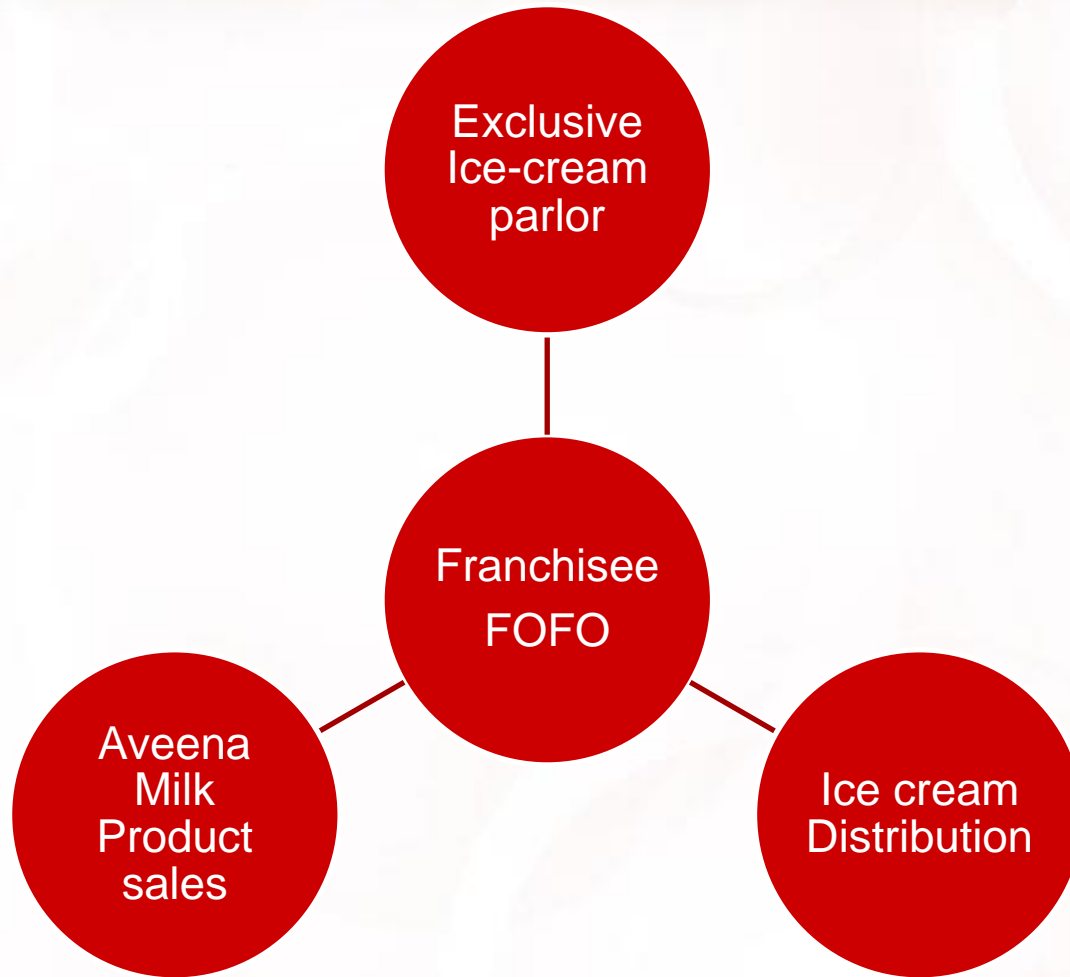 Exclusive
Ice-cream
parlor
Franchisee
FOFO
Aveena
Milk
Product
sales
Ice cream
Distribution